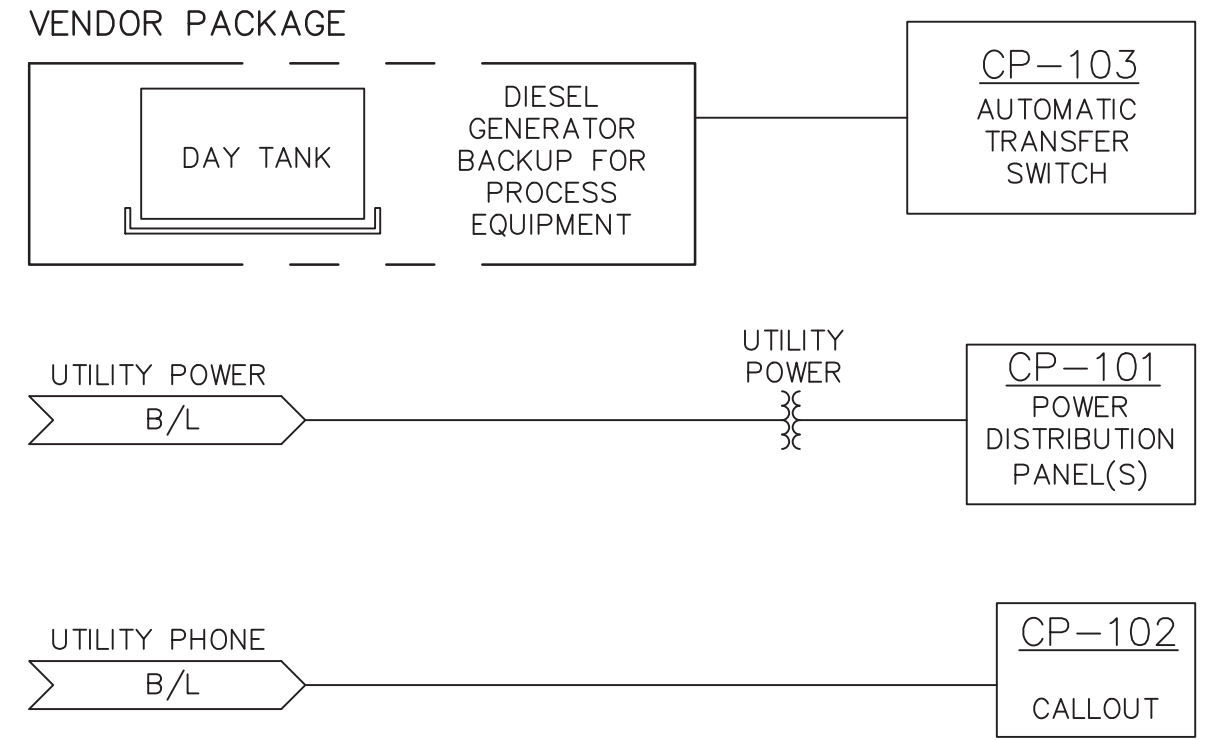 VENDOR PACKAGE
DAY TANK
DIESEL
GENERATOR
BACKUP FOR
PROCESS
EQUIPMENT
CP-103
AUTOMATIC
TRANSFER
SWITCH
UTILITY POWER
B/L
UTILITY
POWER
CP-101
POWER
DISTRIBUTION
PANEL(S)
UTILITY PHONE
B/L
CP-102
CALLOUT